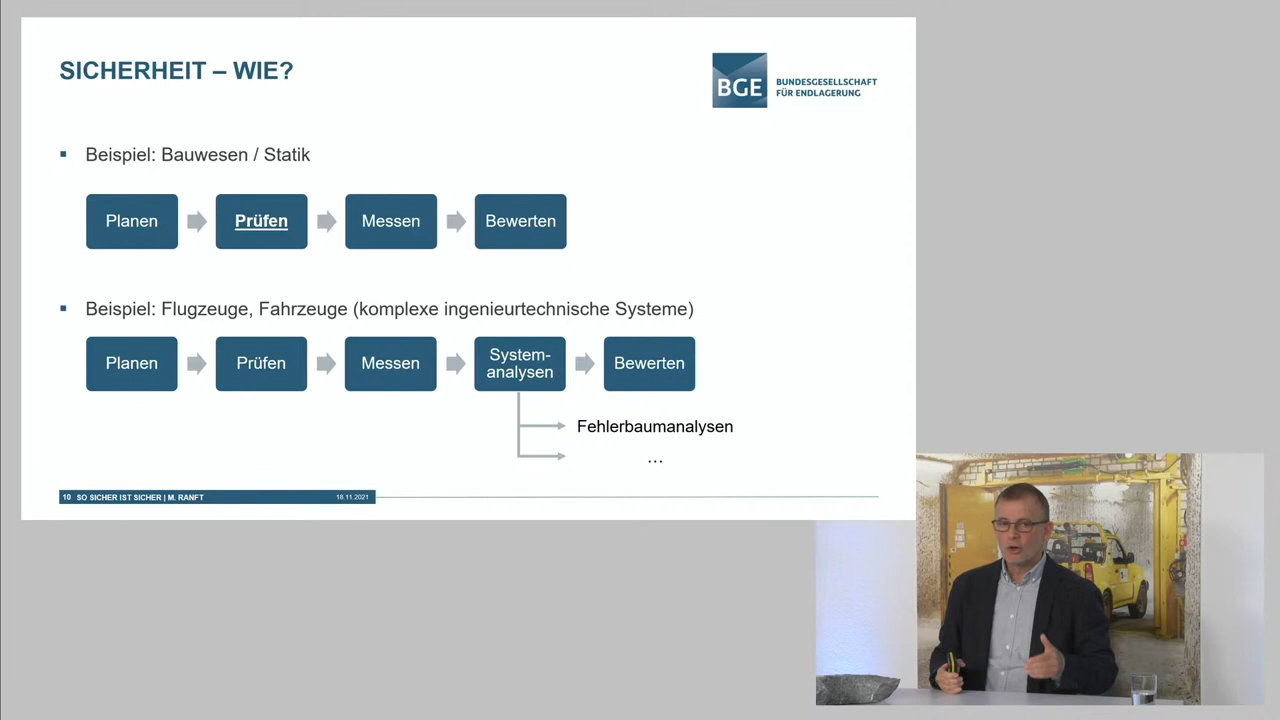 SICHERHEIT – WIE?
BGE
BUNDESGESELLSCHAFT
FÜR ENDLAGERUNG
Beispiel: Bauwesen / Statik
Planen
Prüfen
Messen
Bewerten
Beispiel: Flugzeuge, Fahrzeuge (komplexe ingenieurtechnische Systeme)
Planen
Prüfen
Messen
System-
analysen
Bewerten
Fehlerbaumanalysen
…
10 SO SICHER IST SICHER | M. RANFT
18.11.2021